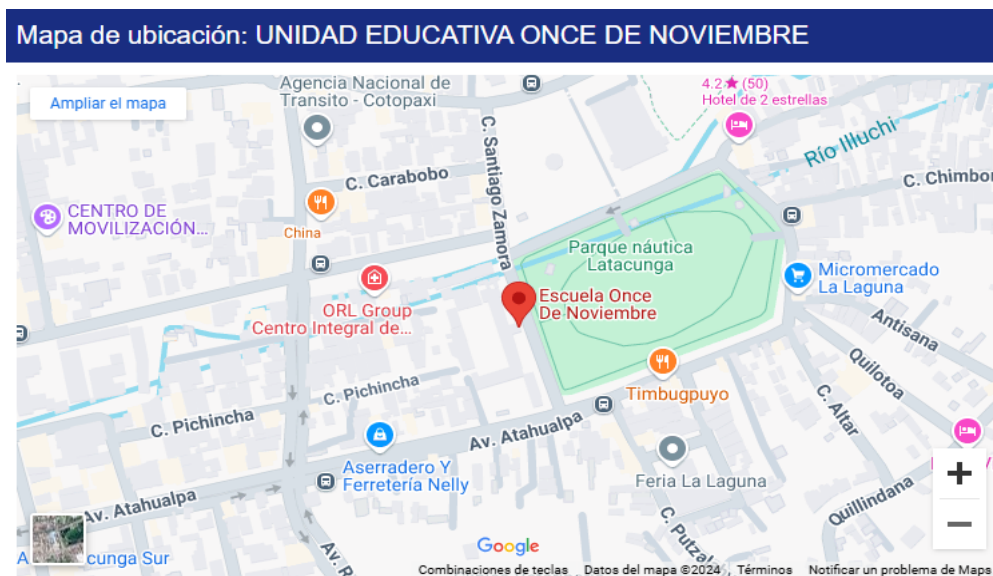 Mapa de ubicación: UNIDAD EDUCATIVA ONCE DE NOVIEMBRE
Ampliar el mapa
Agencia Nacional de
Transito - Cotopaxi
4.2★ (50)
Hotel de 2 estrellas
Río Illuchi
C. Santiago Zamora
C. Carabobo
C. Chimbor
CENTRO DE
MOVILIZACIÓN...
China
Parque náutica
Latacunga
Micromercado
La Laguna
ORL Group
Centro Integral de...
Escuela Once
De Noviembre
Antisana
Quilotoa
Timbugpuyo
C. Altar
C. Pichincha
C. Pichincha
Av. Atahualpa
Aserradero Y
Ferretería Nelly
Feria La Laguna
Quillindana
Av. Atahualpa
C. Putzal
Av. R
A
cunga Sur
Google
Combinaciones de teclas
Datos del mapa ©2024
Términos
Notificar un problema de Maps